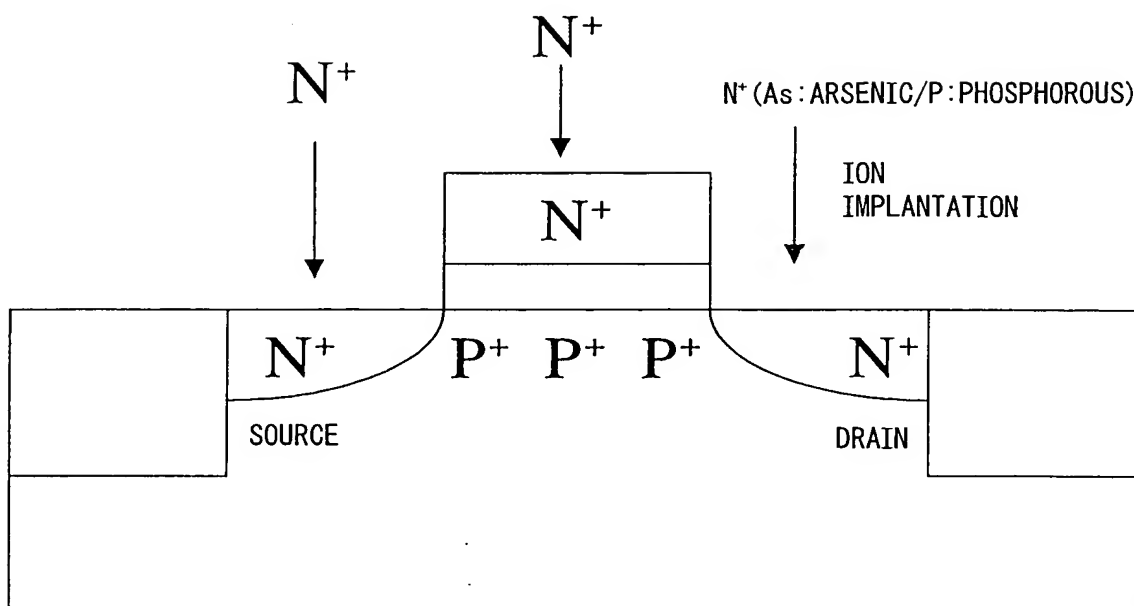 N⁺
N⁺
N⁺(As:ARSENIC/P:PHOSPHOROUS)
ION
IMPLANTATION
N⁺
N⁺
P⁺ P⁺ P⁺
N⁺
SOURCE
DRAIN